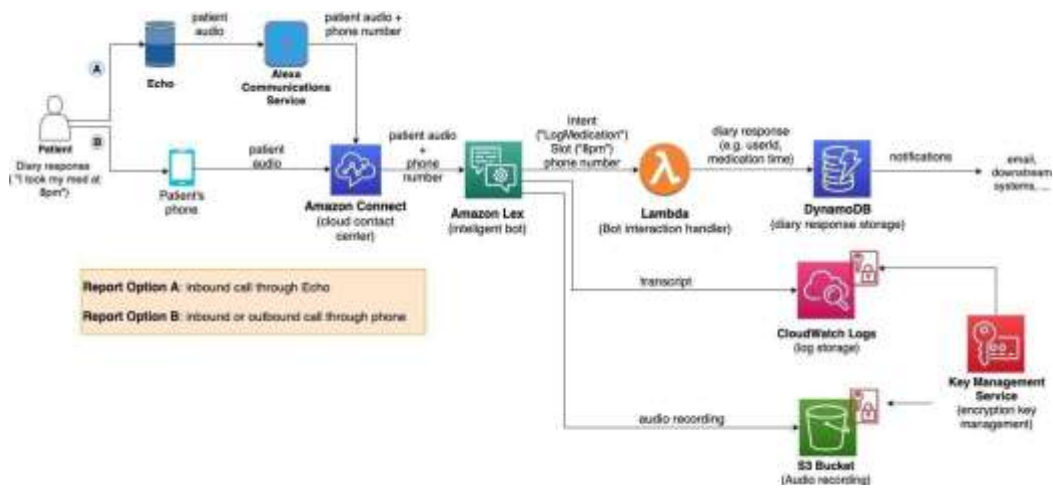 patient
audio
patient audio +
phone number
A
Echo
Alexa
Communications
Service
B
Patient
Diary response
( "I took my med at
8pm")
patient
audio
Patient's
phone
patient audio
+
phone
number
Amazon Connect
(cloud contact
center)
Amazon Lex
(inteligent bot)
Intent
("LogMedication")
Slot ("8pm")
phone number
λ
Lambda
(Bot interaction handler)
diary response
(e.g. userId,
medication time)
DynamoDB
(diary response storage)
notifications
email,
downstream
systems, ...
Report Option A: inbound call through Echo
Report Option B: inbound or outbound call through phone
transcript
CloudWatch Logs
(log storage)
Key Management
Service
(encryption key
management)
audio recording
S3 Bucket
(Audio recording)